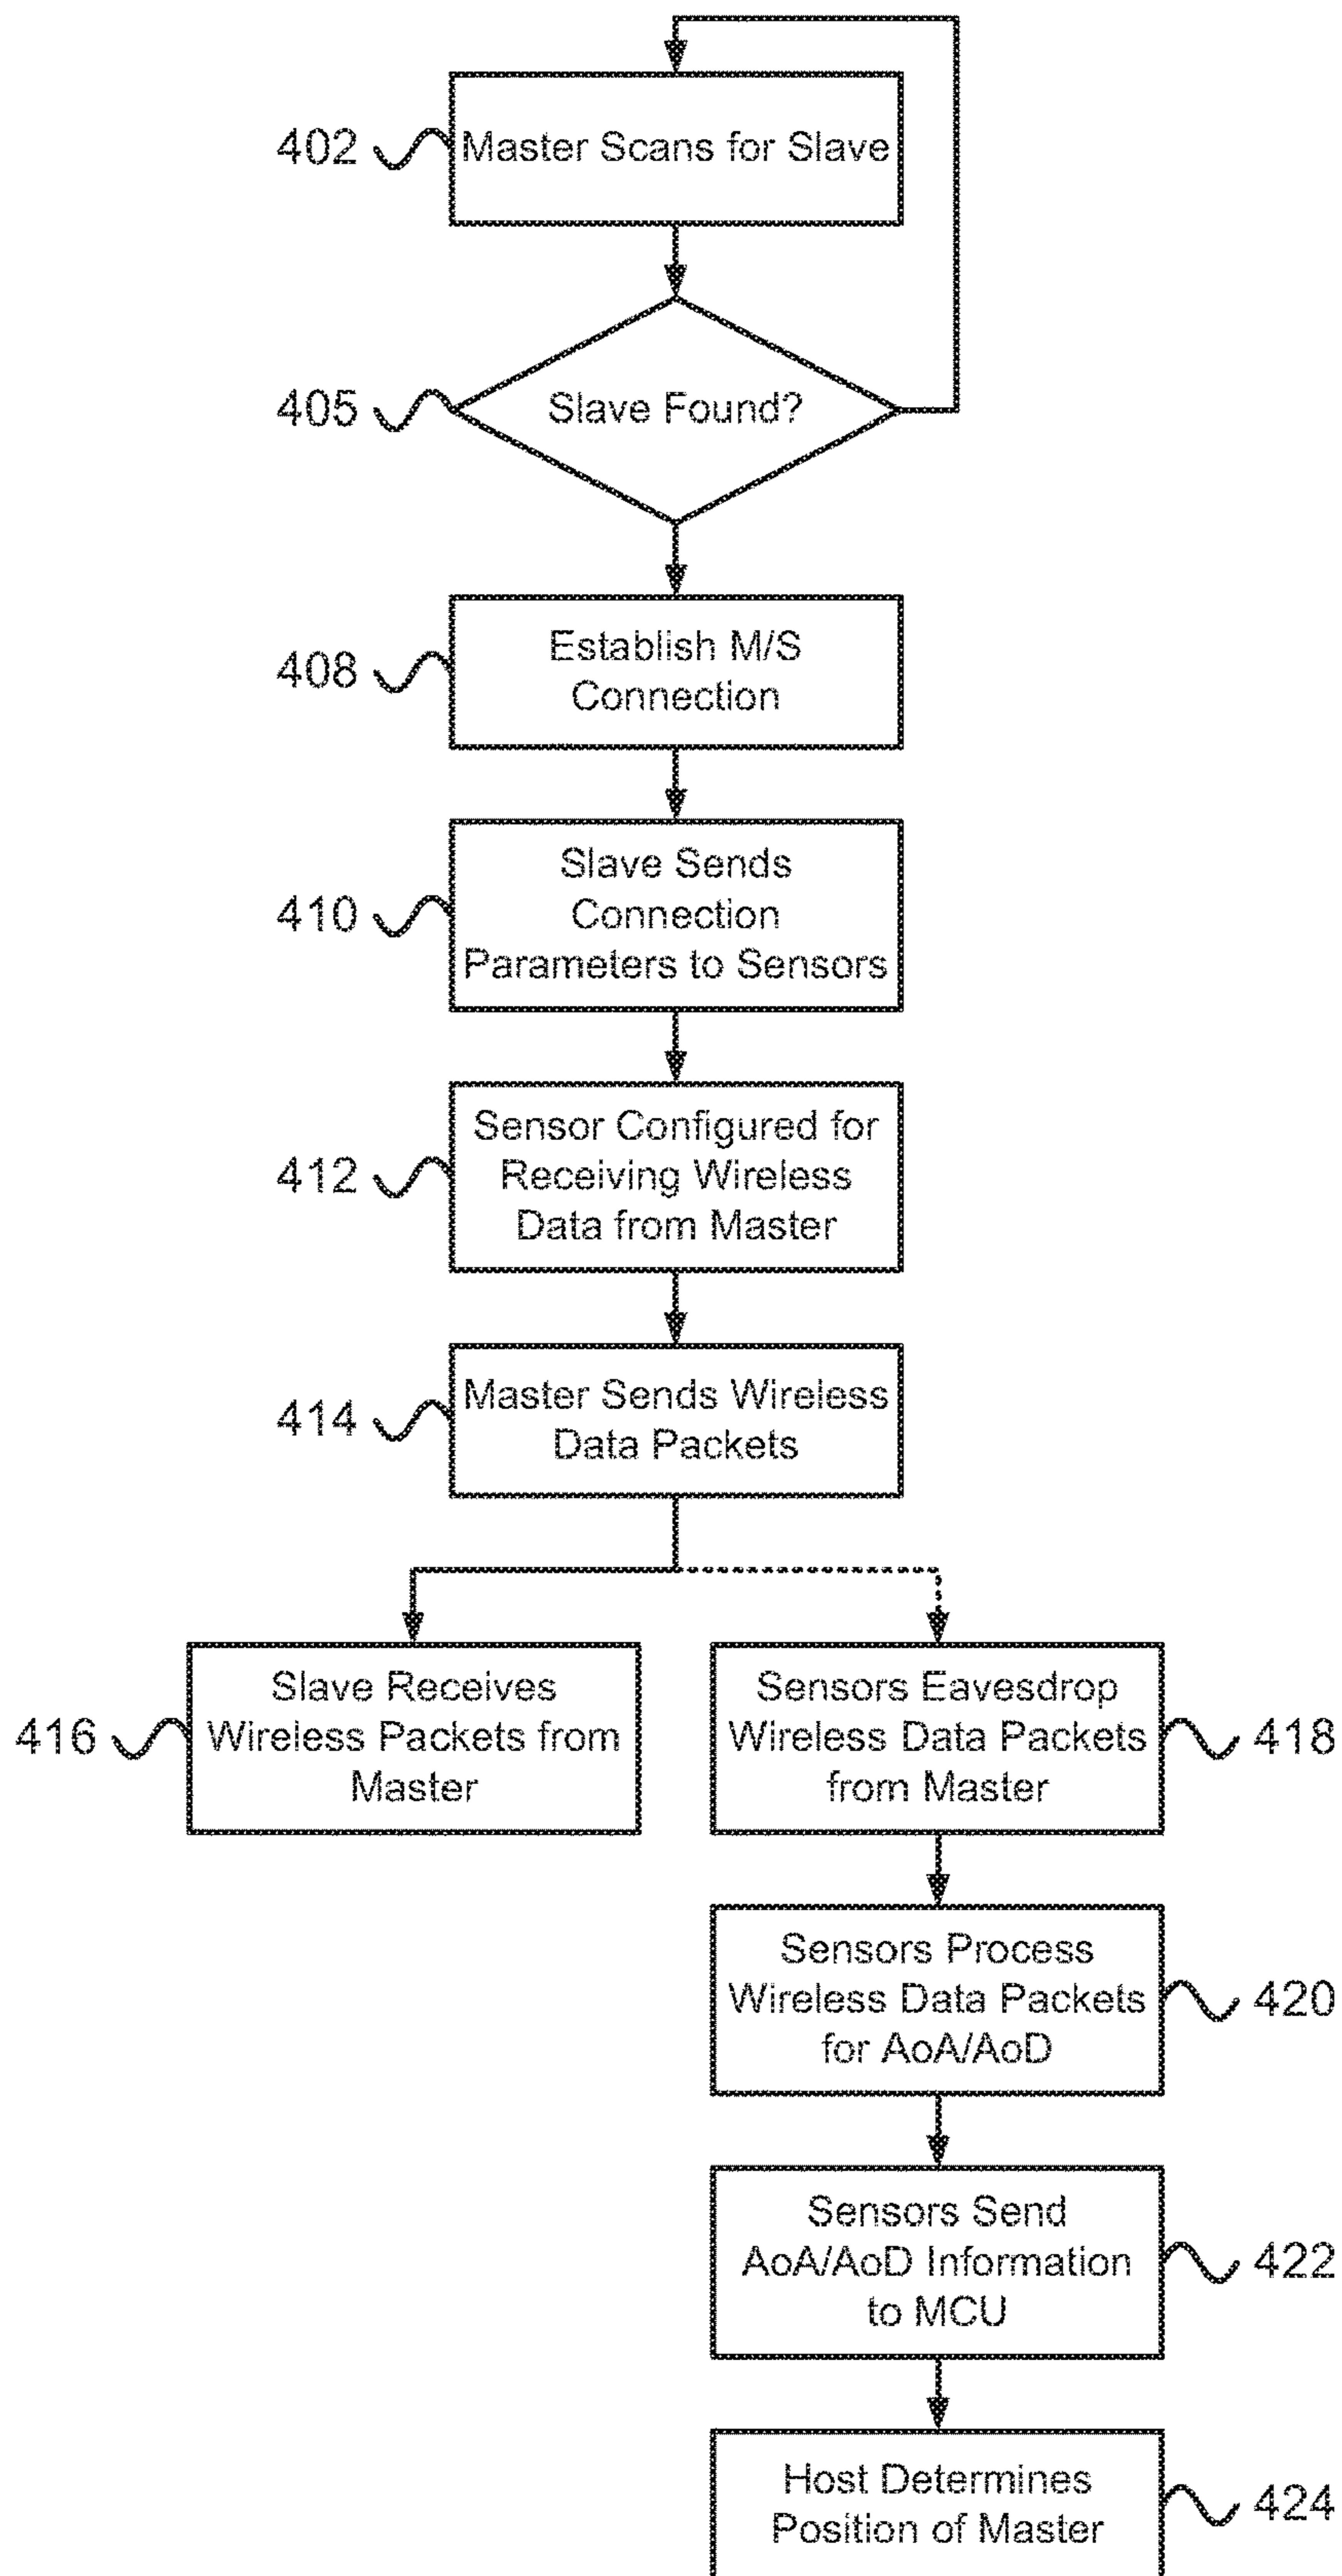 402
Master Scans for Slave
405
Slave Found?
408
Establish M/S
Connection
410
Slave Sends
Connection
Parameters to Sensors
412
Sensor Configured for
Receiving Wireless
Data from Master
414
Master Sends Wireless
Data Packets
416
Slave Receives
Wireless Packets from
Master
Sensors Eavesdrop
Wireless Data Packets
from Master
418
Sensors Process
Wireless Data Packets
for AoA/AoD
420
Sensors Send
AoA/AoD Information
to MCU
422
Host Determines
Position of Master
424